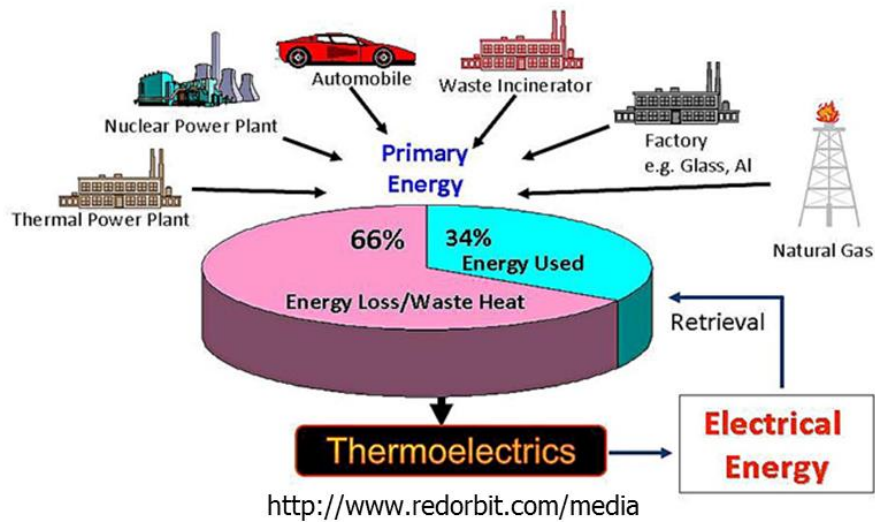 Automobile
Waste Incinerator
Nuclear Power Plant
Factory
e.g. Glass, Al
Primary
Energy
Thermal Power Plant
Natural Gas
66%
34%
Energy Used
Energy Loss/Waste Heat
Retrieval
Thermoelectrics
Electrical
Energy
http://www.redorbit.com/media